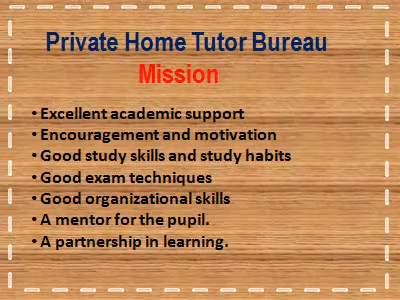 Private Home Tutor Bureau
Mission
• Excellent academic support
• Encouragement and motivation
• Good study skills and study habits
• Good exam techniques
• Good organizational skills
• A mentor for the pupil.
• A partnership in learning.